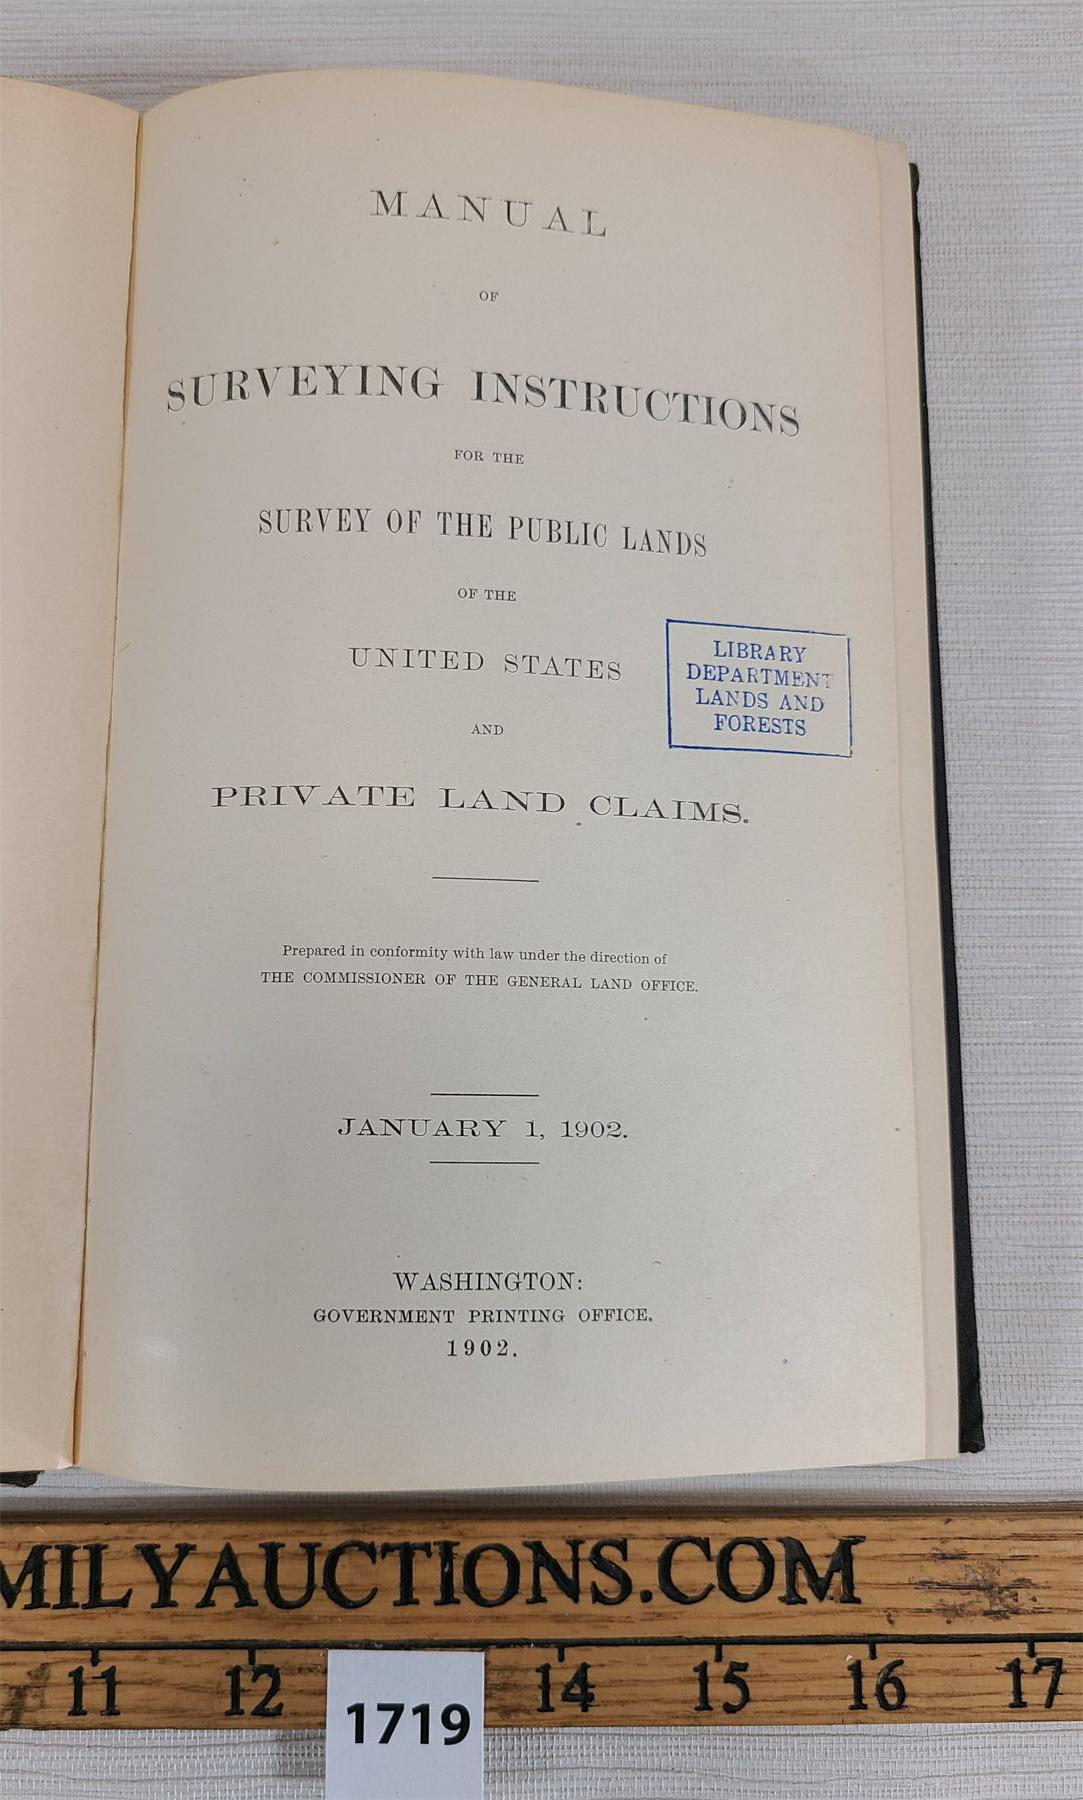 MANUAL
OF
SURVEYING INSTRUCTIONS
FOR THE
SURVEY OF THE PUBLIC LANDS
OF THE
UNITED STATES
AND
PRIVATE LAND CLAIMS.
LIBRARY
DEPARTMENT
LANDS AND
FORESTS
Prepared in conformity with law under the direction of
THE COMMISSIONER OF THE GENERAL LAND OFFICE.
JANUARY 1, 1902.
WASHINGTON:
GOVERNMENT PRINTING OFFICE.
1902.
MILYAUCTIONS.COM
11 12 14 15 16 17
1719